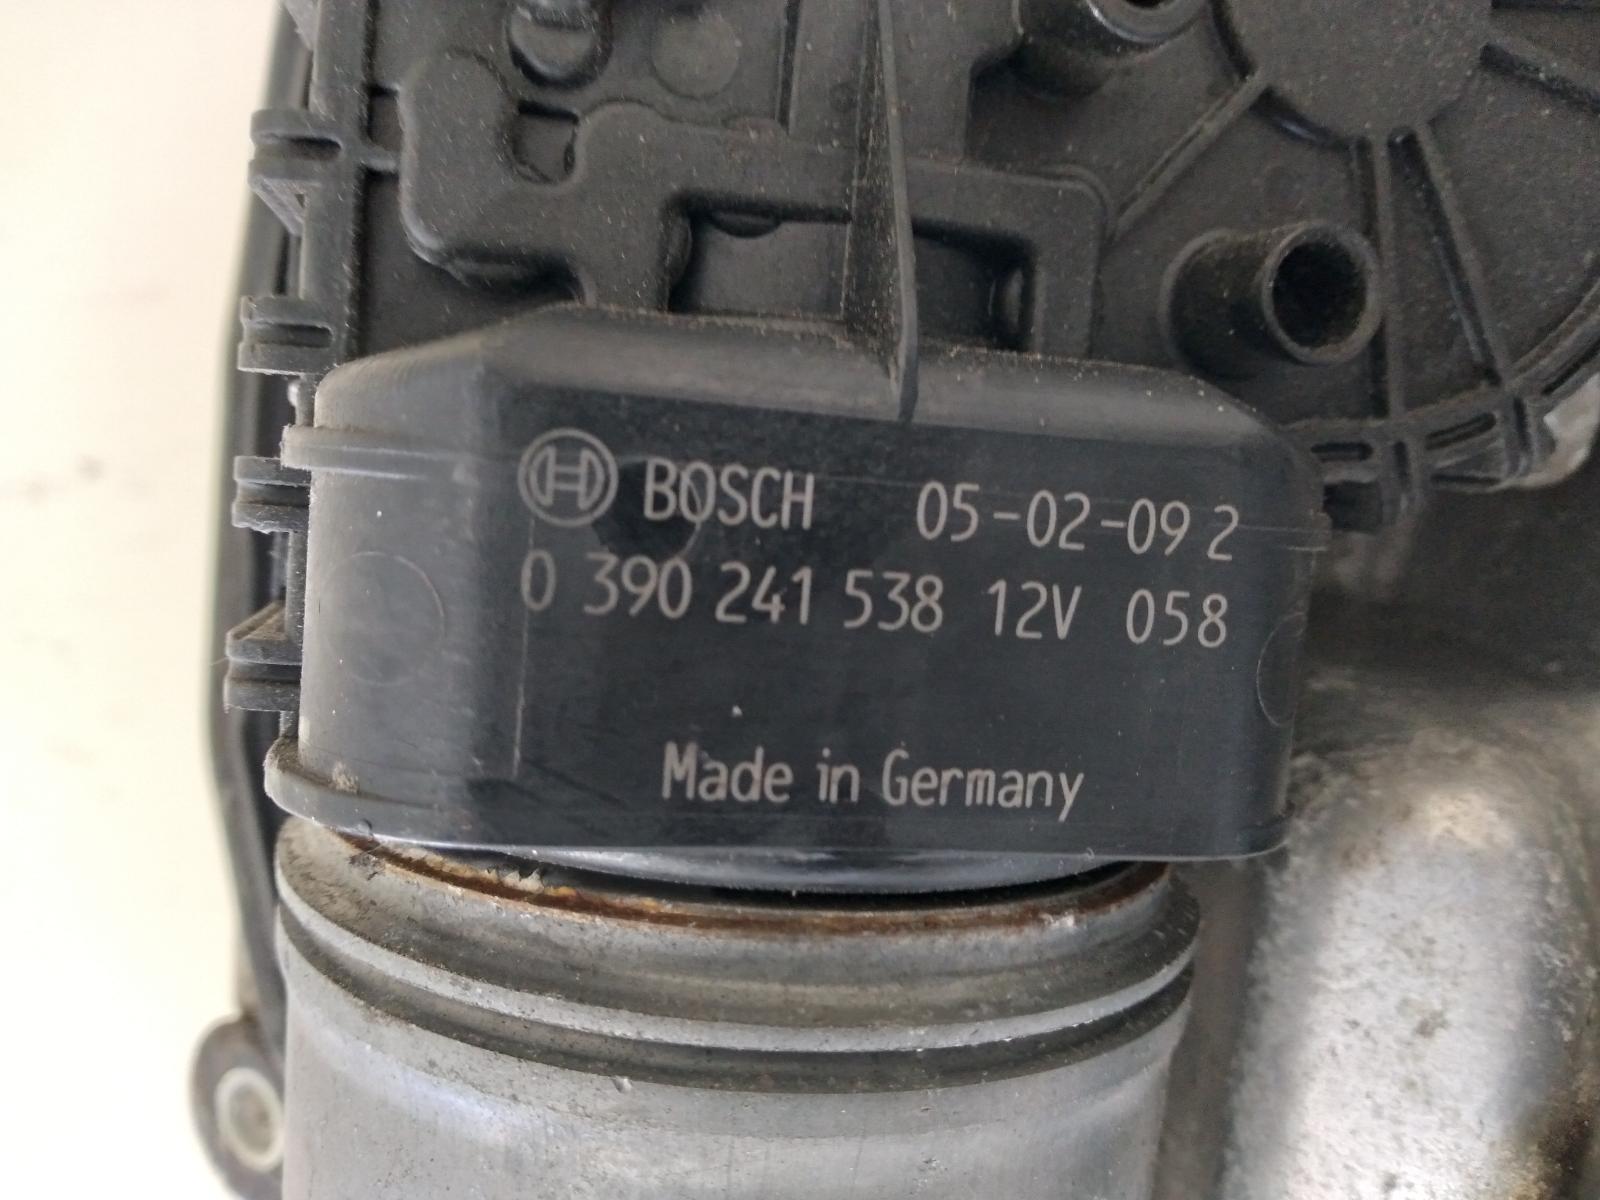 BOSCH 05-02-09 2
0 390 241 538 12V 058
Made in Germany